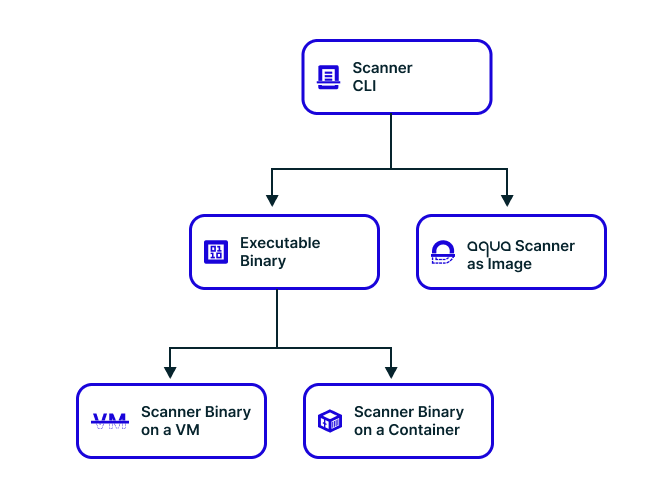 Scanner
CLI
Executable
Binary
aqua Scanner
as Image
VM
Scanner Binary
on a VM
Scanner Binary
on a Container